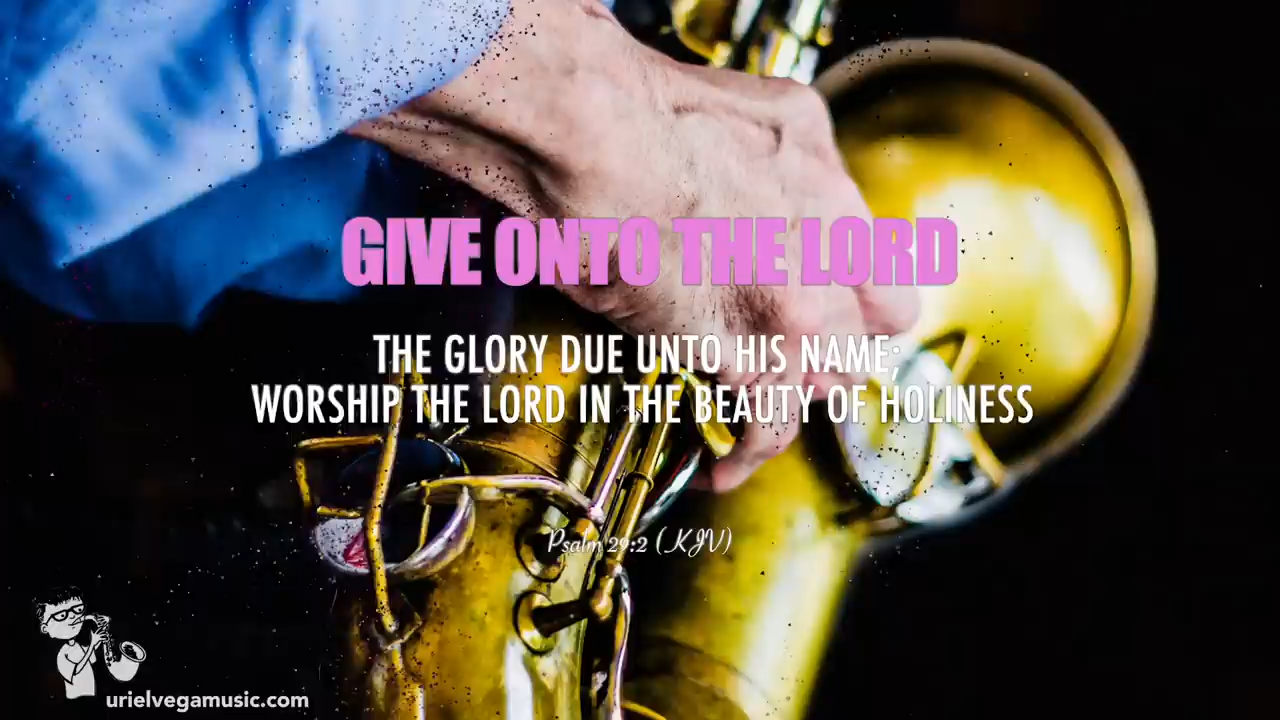 GIVE ONTO THE LORD
THE GLORY DUE UNTO HIS NAME;
WORSHIP THE LORD IN THE BEAUTY OF HOLINESS
Psalm 29:2 (KJV)
urielvegamusic.com